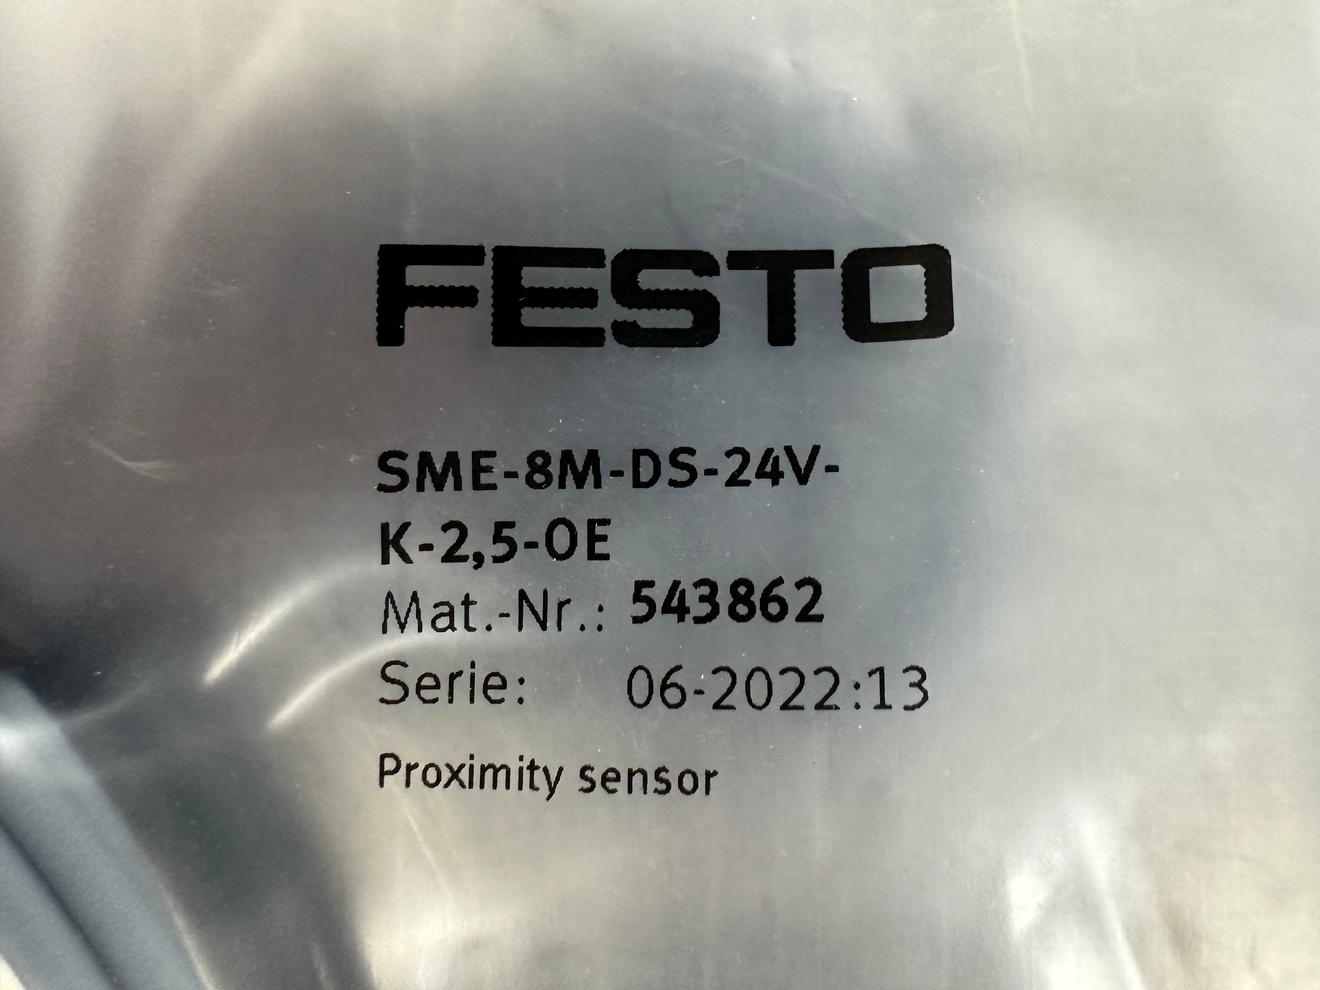 FESTO
SME-8M-DS-24V-
K-2,5-OE
Mat.-Nr.: 543862
Serie: 06-2022:13
Proximity sensor